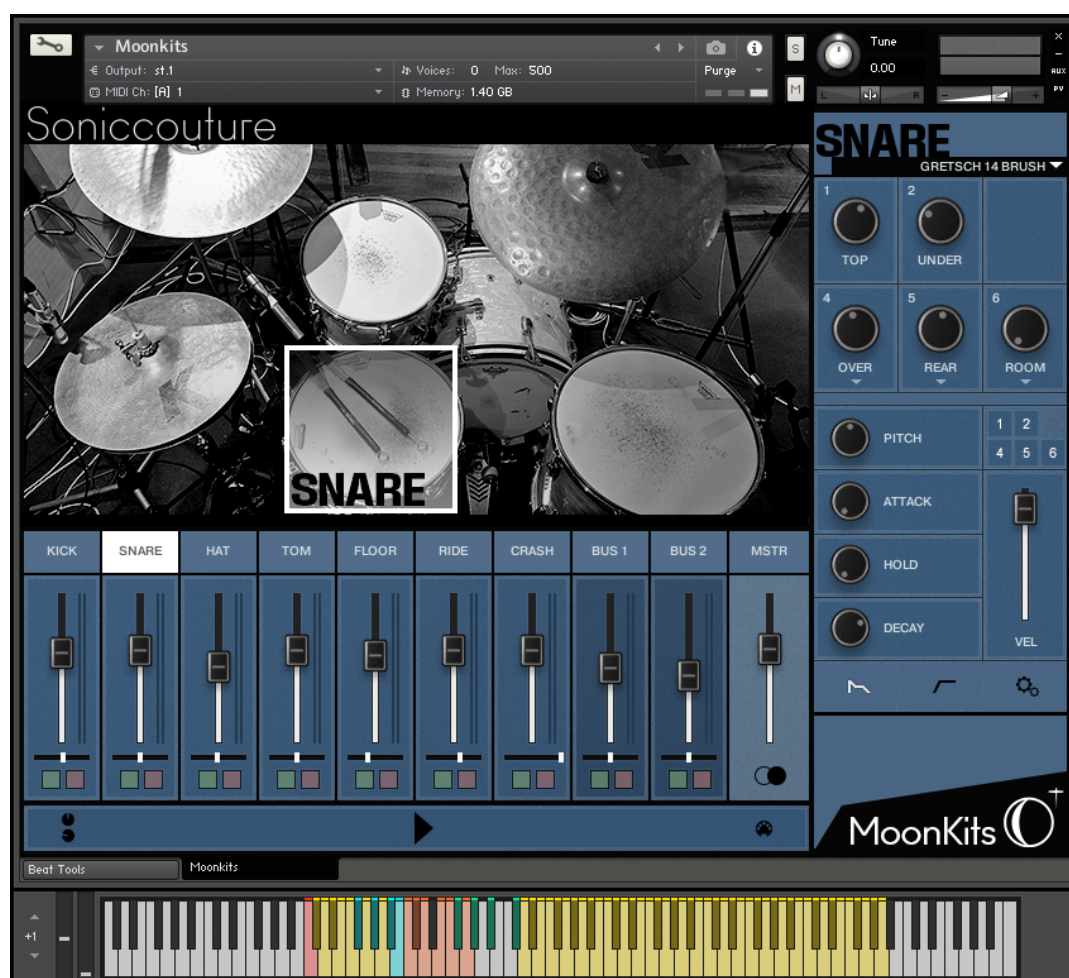 Moonkits
S
Tune
×
Output: st.1
Voices: 0 Max: 500
Purge
0.00
AUX
MIDI Ch: [A] 1
Memory: 1.40 GB
M
L R
- +
PV
Soniccouture
SNARE
GRETSCH 14 BRUSH
1 2
TOP UNDER
4 5 6
OVER REAR ROOM
PITCH
1 2
4 5 6
ATTACK
HOLD
DECAY
VEL
SNARE
KICK SNARE HAT TOM FLOOR RIDE CRASH BUS 1 BUS 2 MSTR
MoonKits
Beat Tools Moonkits
+1